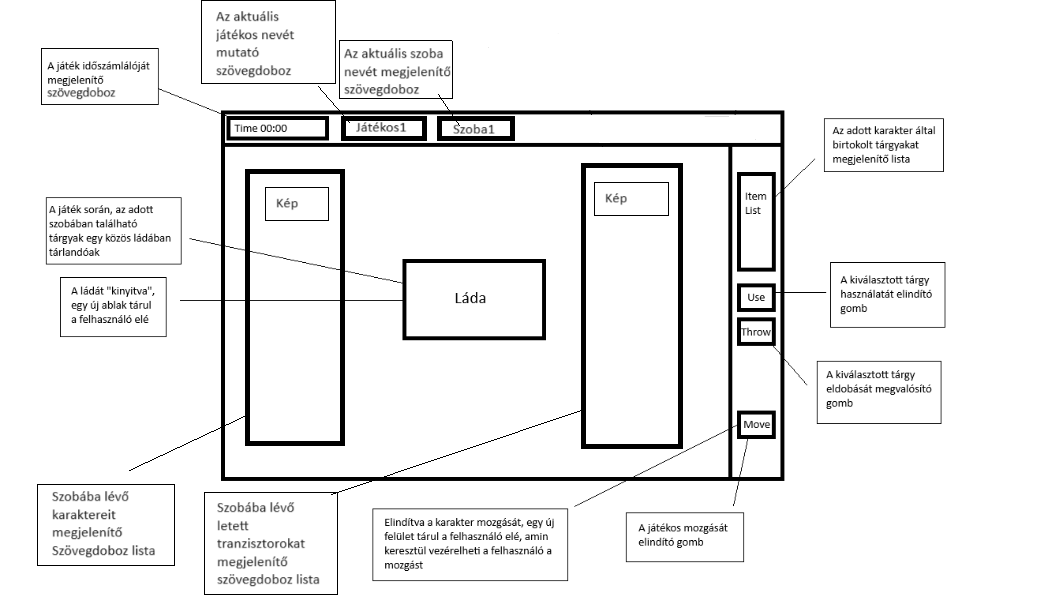 Az aktuális
játékos nevét
mutató
szövegdoboz
Az aktuális szoba
nevét megjelenítő
szövegdoboz
A játék időszámlálóját
megjelenítő
szövegdoboz
Time 00:00
Játékos1
Szoba1
Az adott karakter által
birtokolt tárgyakat
megjelenítő lista
Kép
Kép
Item
List
A játék során, az adott
szobában található
tárgyak egy közös ládában
tárlandóak
A ládát "kinyitva",
egy új ablak tárul
a felhasználó elé
Láda
Use
A kiválasztott tárgy
használatát elindító
gomb
Throw
A kiválasztott tárgy
eldobását megvalósító
gomb
Move
Szobába lévő
karaktereit
megjelenítő
Szövegdoboz lista
Szobába lévő
letett
tranzisztorokat
megjelenítő
szövegdoboz lista
Elindítva a karakter mozgását, egy új
felület tárul a felhasználó elé, amin
keresztül vezérelheti a felhasználó a
mozgást
A játékos mozgását
elindító gomb